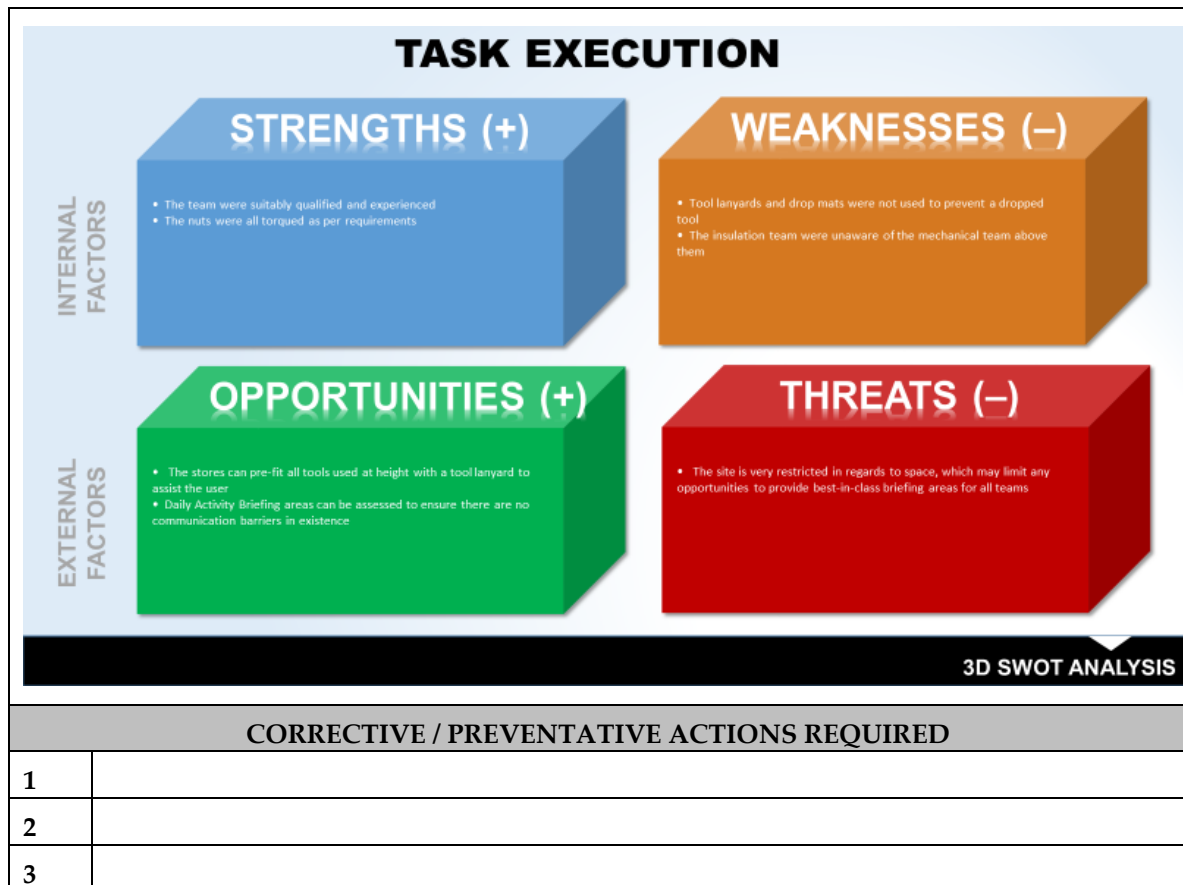 TASK EXECUTION
INTERNAL
FACTORS
STRENGTHS (+)
• The team were suitably qualified and experienced
• The nuts were all torqued as per requirements
WEAKNESSES (–)
• Tool lanyards and drop mats were not used to prevent a dropped
tool
• The insulation team were unaware of the mechanical team above
them
EXTERNAL
FACTORS
OPPORTUNITIES (+)
• The stores can pre-fit all tools used at height with a tool lanyard to
assist the user
• Daily Activity Briefing areas can be assessed to ensure there are no
communication barriers in existence
THREATS (–)
• The site is very restricted in regards to space, which may limit any
opportunities to provide best-in-class briefing areas for all teams
3D SWOT ANALYSIS
CORRECTIVE / PREVENTATIVE ACTIONS REQUIRED
1
2
3